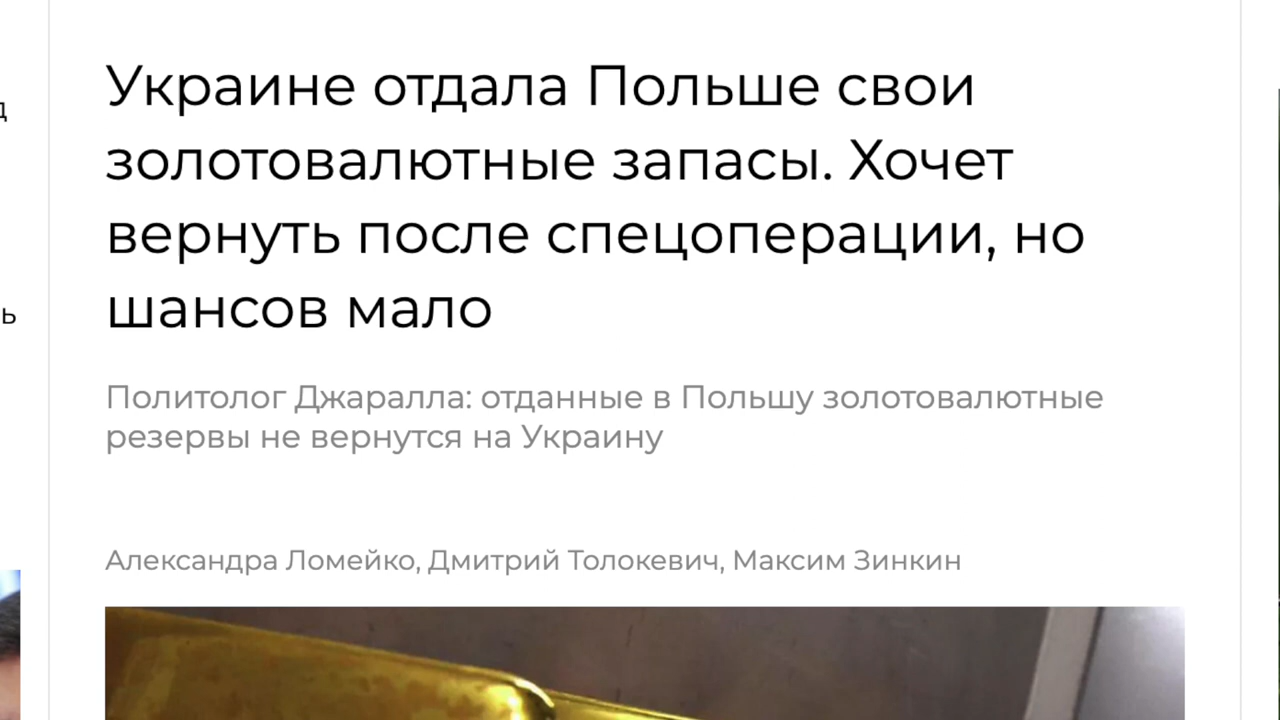 Украине отдала Польше свои
золотовалютные запасы. Хочет
вернуть после спецоперации, но
шансов мало
Политолог Джаралла: отданные в Польшу золотовалютные
резервы не вернутся на Украину
Александра Ломейко, Дмитрий Толокевич, Максим Зинкин